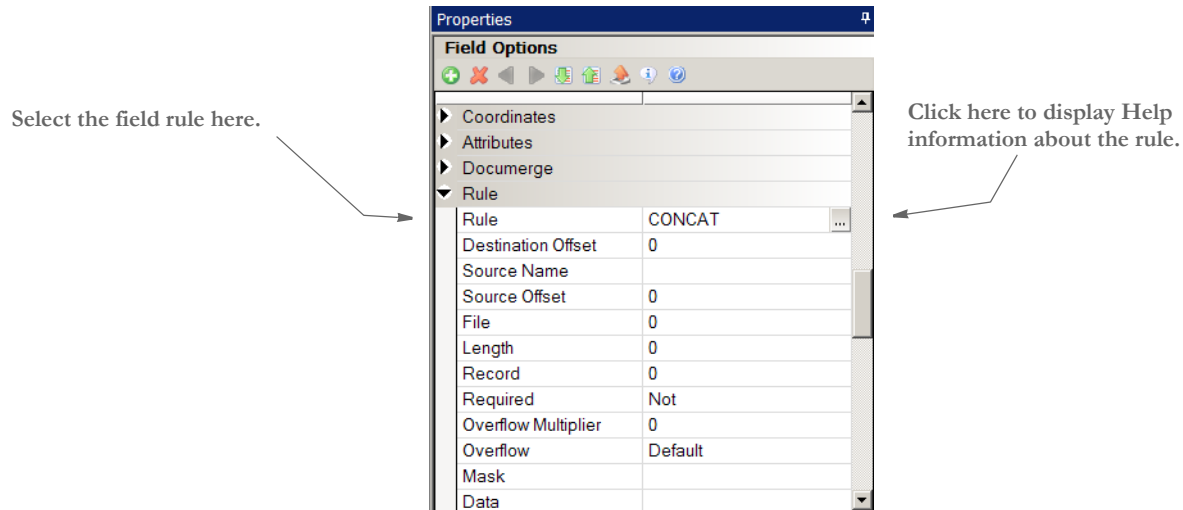 Properties
Field Options
Select the field rule here.
Click here to display Help
information about the rule.
Coordinates
Attributes
Documerge
Rule
Rule CONCAT ...
Destination Offset 0
Source Name
Source Offset 0
File 0
Length 0
Record 0
Required Not
Overflow Multiplier 0
Overflow Default
Mask
Data